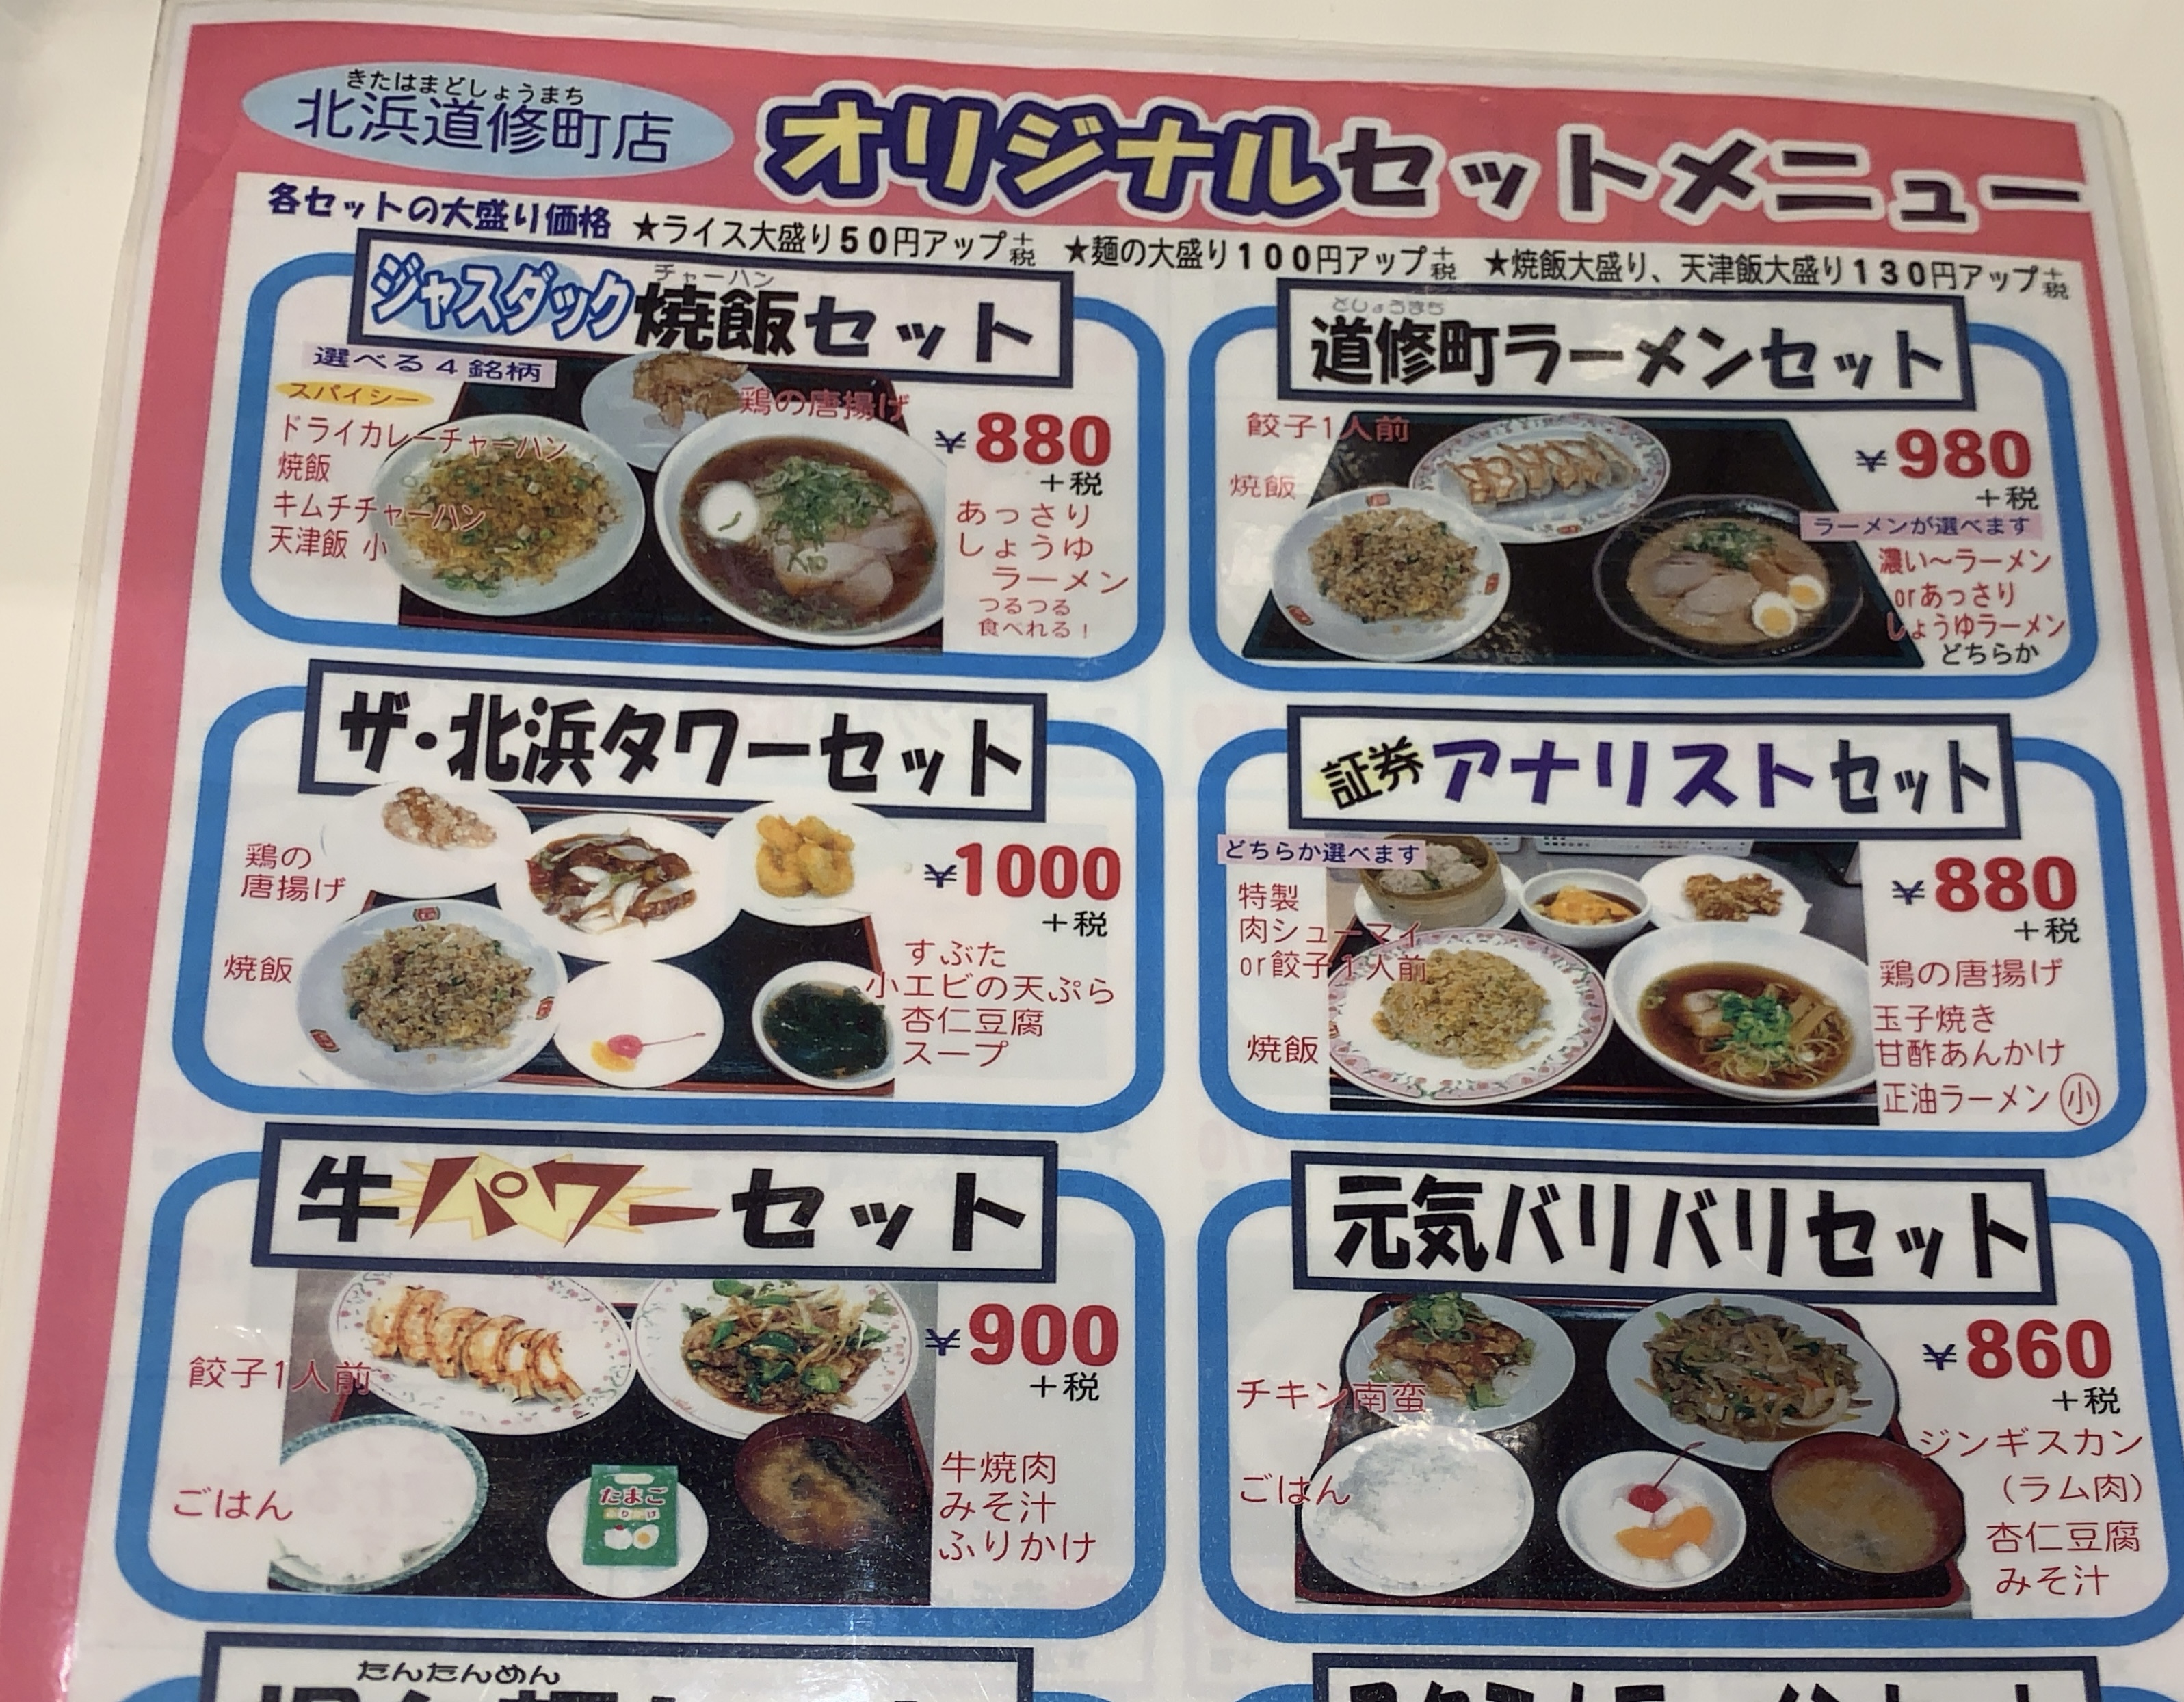 きたはまどしょうまち
北浜道修町店
オリジナルセットメニュー
各セットの大盛り価格 ★ライス大盛り50円アップ+税 ★麺の大盛り100円アップ+税 ★焼飯大盛り、天津飯大盛り130円アップ+税
チャーハン
ジャスダック焼飯セット
選べる4銘柄
スパイシー
ドライカレーチャーハン
焼飯
キムチチャーハン
天津飯 小
鶏の唐揚げ
¥880
+税
あっさり
しょうゆ
ラーメン
つるつる
食べれる!
どしょうまち
道修町ラーメンセット
餃子1人前
焼飯
¥980
+税
ラーメンが選べます
濃い～ラーメン
orあっさり
しょうゆラーメン
どちらか
ザ・北浜タワーセット
鶏の
唐揚げ
焼飯
¥1000
+税
すぶた
小エビの天ぷら
杏仁豆腐
スープ
証券アナリストセット
どちらか選べます
特製
肉シューマイ
or餃子1人前
焼飯
¥880
+税
鶏の唐揚げ
玉子焼き
甘酢あんかけ
正油ラーメン 小
牛パワーセット
餃子1人前
ごはん
たまご
ふりかけ
¥900
+税
牛焼肉
みそ汁
ふりかけ
元気バリバリセット
チキン南蛮
ごはん
¥860
+税
ジンギスカン
(ラム肉)
杏仁豆腐
みそ汁
たんたんめん